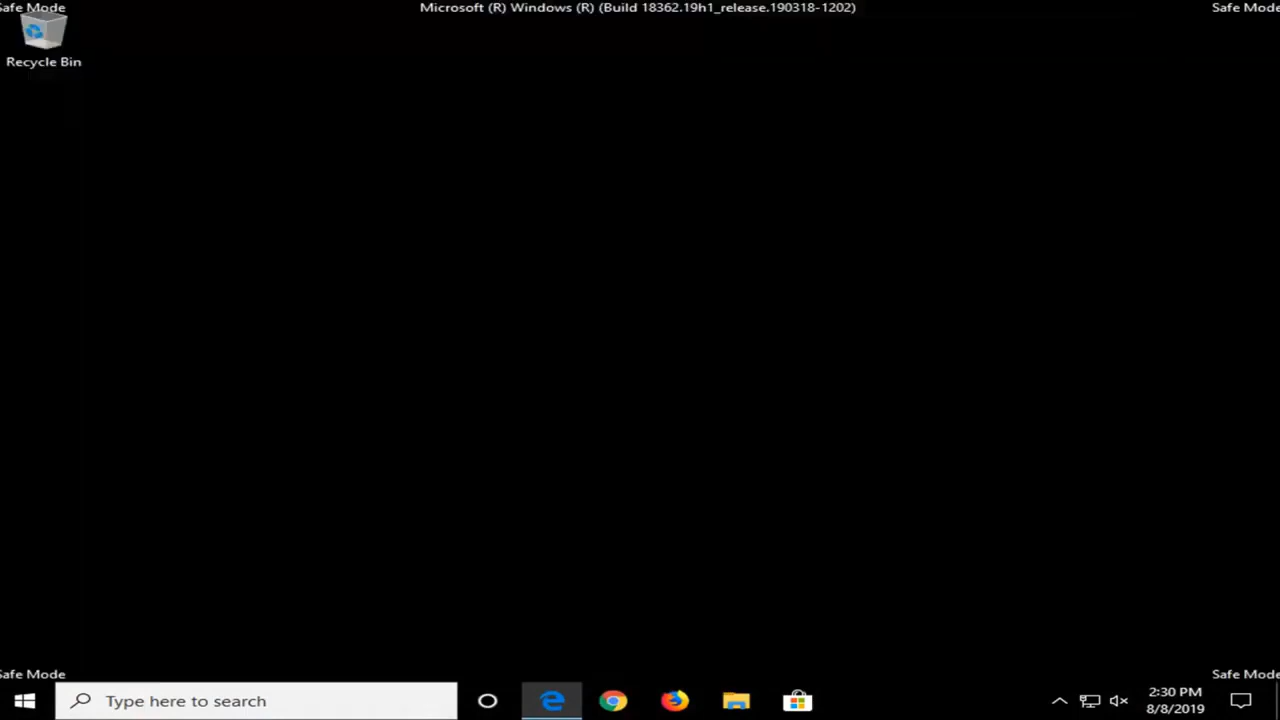 Safe Mode
Microsoft (R) Windows (R) (Build 18362.19h1_release.190318-1202)
Safe Mode
Recycle Bin
Safe Mode
Safe Mode
Type here to search
2:30 PM
8/8/2019